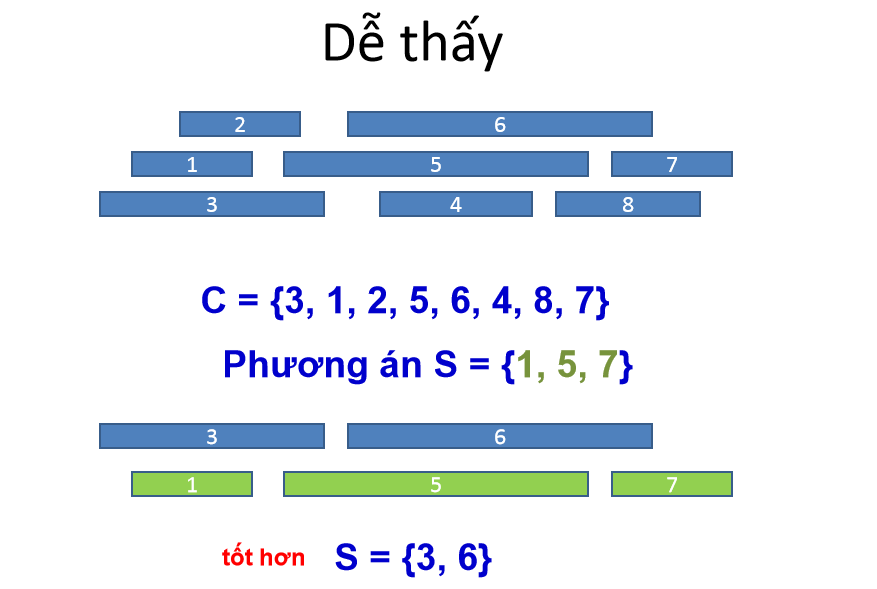 Dễ thấy
2 6
1 5 7
3 4 8
C = {3, 1, 2, 5, 6, 4, 8, 7}
Phương án S = {1, 5, 7}
3 6
1 5 7
tốt hơn S = {3, 6}